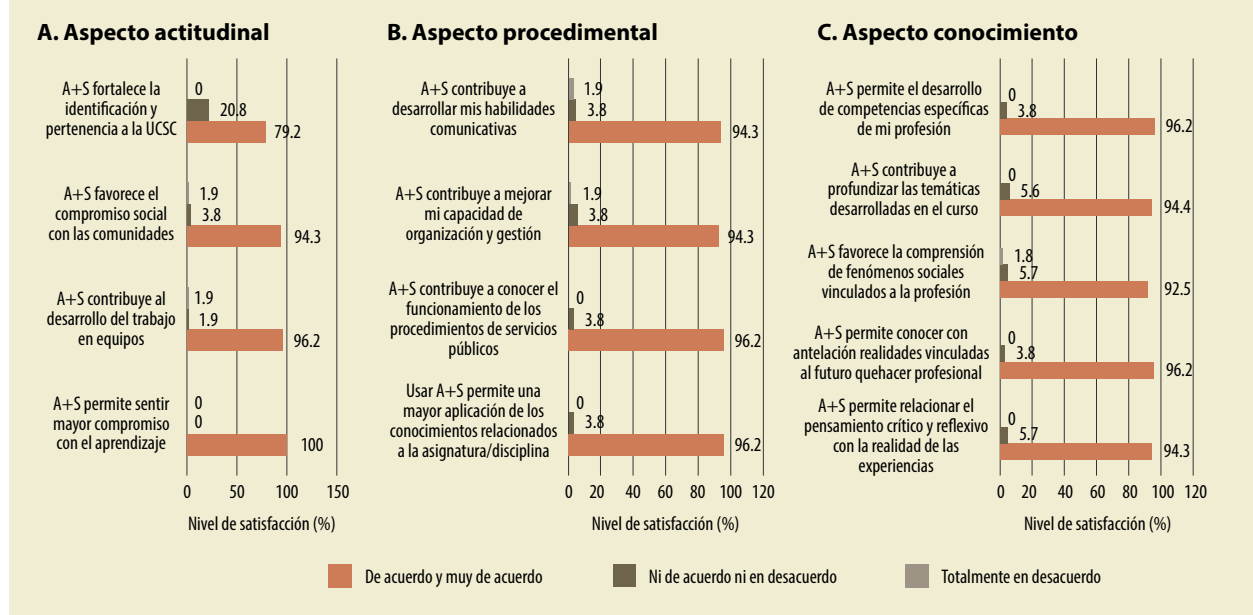 A. Aspecto actitudinal
A+S fortalece la
identificación y
pertenencia a la UCSC
0
20.8
79.2
A+S favorece el
compromiso social
con las comunidades
1.9
3.8
94.3
A+S contribuye al
desarrollo del trabajo
en equipos
1.9
1.9
96.2
A+S permite sentir
mayor compromiso
con el aprendizaje
0
0
100
0 50 100 150
Nivel de satisfacción (%)
B. Aspecto procedimental
A+S contribuye a
desarrollar mis habilidades
comunicativas
1.9
3.8
94.3
A+S contribuye a mejorar
mi capacidad de
organización y gestión
1.9
3.8
94.3
A+S contribuye a conocer el
funcionamiento de los
procedimientos de servicios
públicos
0
3.8
96.2
Usar A+S permite una
mayor aplicación de los
conocimientos relacionados
a la asignatura/disciplina
0
3.8
96.2
0 20 40 60 80 100 120
Nivel de satisfacción (%)
C. Aspecto conocimiento
A+S permite el desarrollo
de competencias específicas
de mi profesión
0
3.8
96.2
A+S contribuye a
profundizar las temáticas
desarrolladas en el curso
0
5.6
94.4
A+S favorece la comprensión
de fenómenos sociales
vinculados a la profesión
1.8
5.7
92.5
A+S permite conocer con
antelación realidades vinculadas
al futuro quehacer profesional
0
3.8
96.2
A+S permite relacionar el
pensamiento crítico y reflexivo
con la realidad de las
experiencias
0
5.7
94.3
0 20 40 60 80 100 120
Nivel de satisfacción (%)
De acuerdo y muy de acuerdo
Ni de acuerdo ni en desacuerdo
Totalmente en desacuerdo